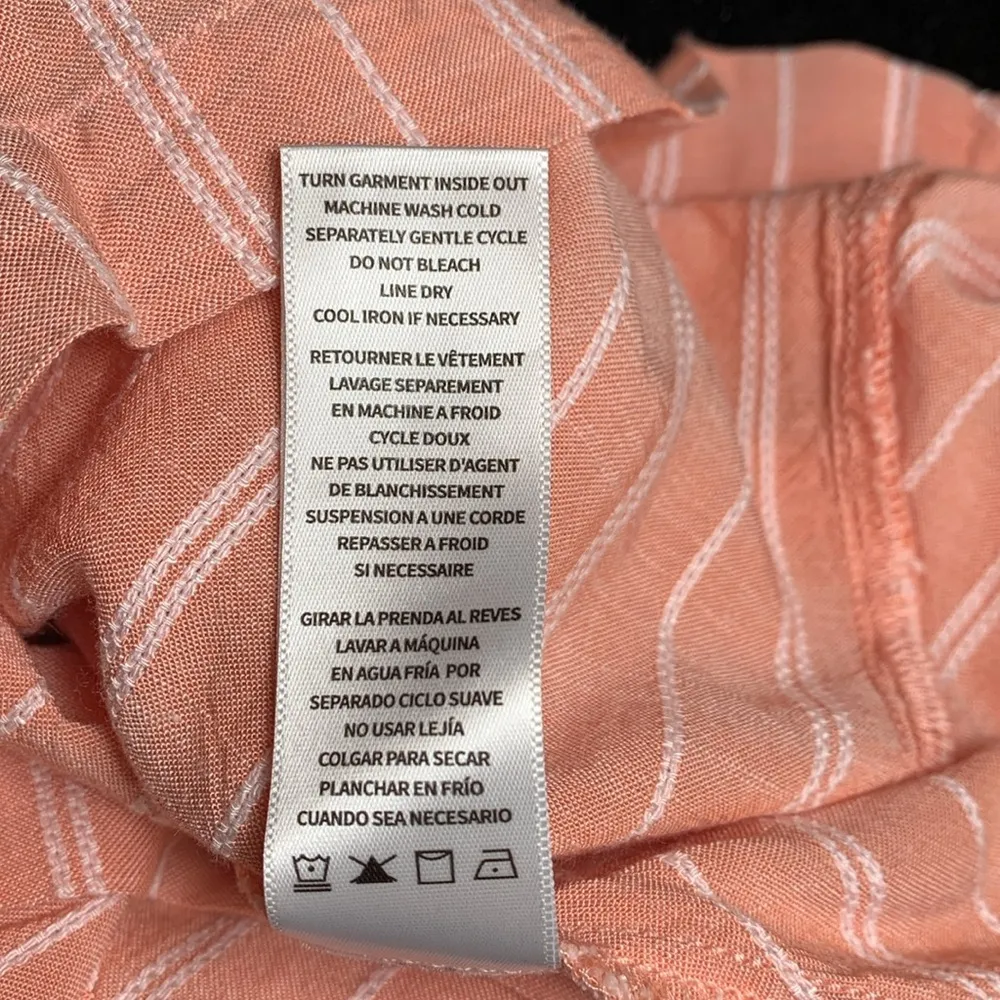 TURN GARMENT INSIDE OUT
MACHINE WASH COLD
SEPARATELY GENTLE CYCLE
DO NOT BLEACH
LINE DRY
COOL IRON IF NECESSARY
RETOURNER LE VÊTEMENT
LAVAGE SEPAREMENT
EN MACHINE A FROID
CYCLE DOUX
NE PAS UTILISER D'AGENT
DE BLANCHISSEMENT
SUSPENSION A UNE CORDE
REPASSER A FROID
SI NECESSAIRE
GIRAR LA PRENDA AL REVES
LAVAR A MÁQUINA
EN AGUA FRÍA POR
SEPARADO CICLO SUAVE
NO USAR LEJÍA
COLGAR PARA SECAR
PLANCHAR EN FRÍO
CUANDO SEA NECESARIO